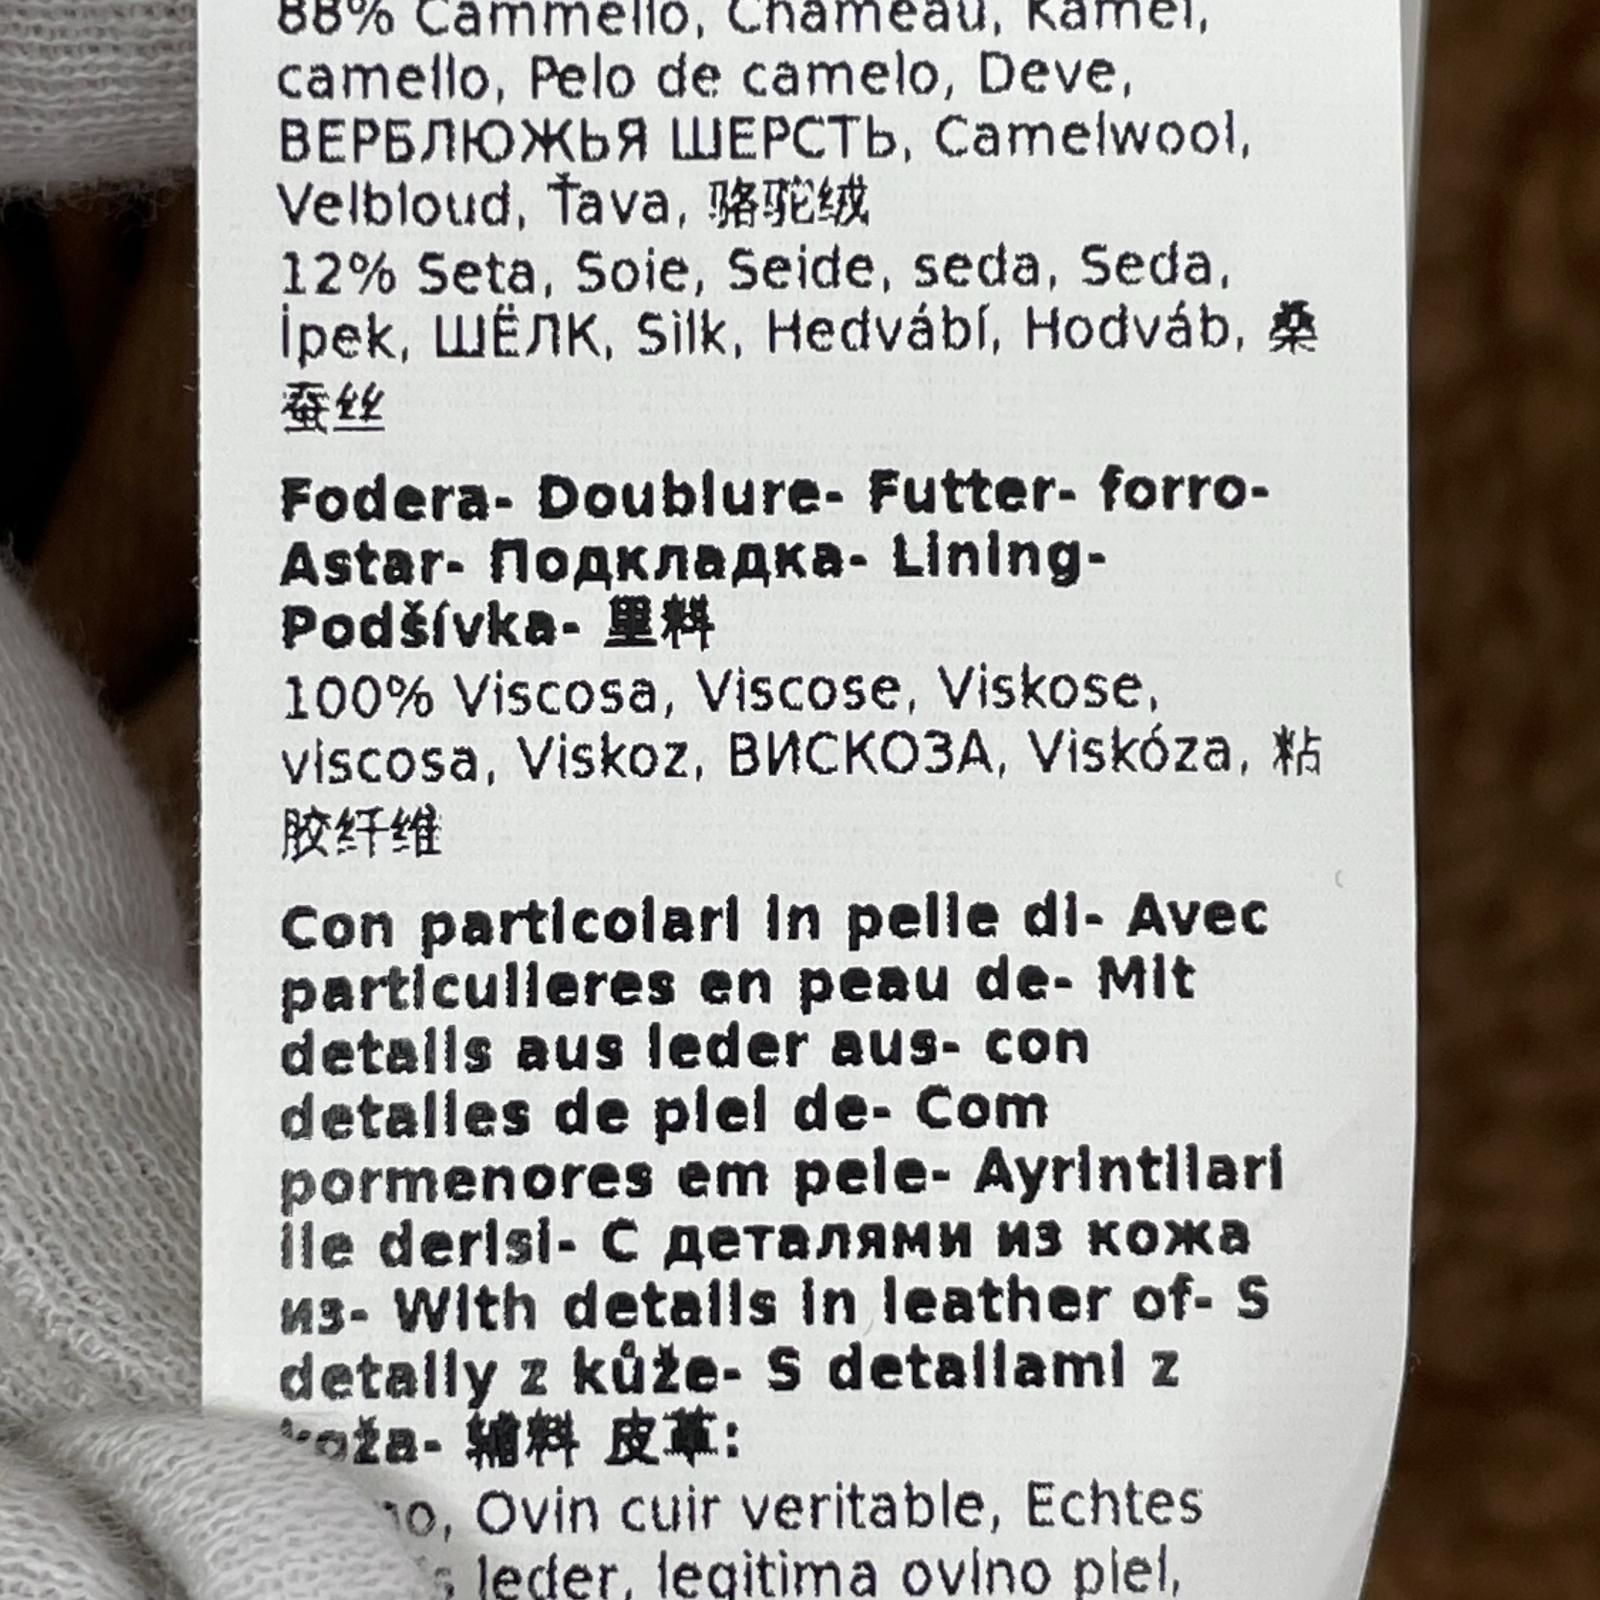 88% Cammello, Chameau, Kamel,
camello, Pelo de camelo, Deve,
ВЕРБЛЮЖЬЯ ШЕРСТЬ, Camelwool,
Velbloud, Ťava, 骆驼绒
12% Seta, Soie, Seide, seda, Seda,
İpek, ШЁЛК, Silk, Hedvábí, Hodváb, 桑
蚕丝
Fodera- Doublure- Futter- forro-
Astar- Подкладка- Lining-
Podšívka- 里料
100% Viscosa, Viscose, Viskose,
viscosa, Viskoz, ВИСКОЗА, Viskóza, 粘
胶纤维
Con particolari in pelle di- Avec
particulieres en peau de- Mit
details aus leder aus- con
detalles de piel de- Com
pormenores em pele- Ayrintilari
ile derisi- С деталями из кожа
из- With details in leather of- S
detaily z kůže- S detailami z
koža- 辅料 皮革:
Ovin cuir veritable, Echtes
leder, legitima ovino piel,